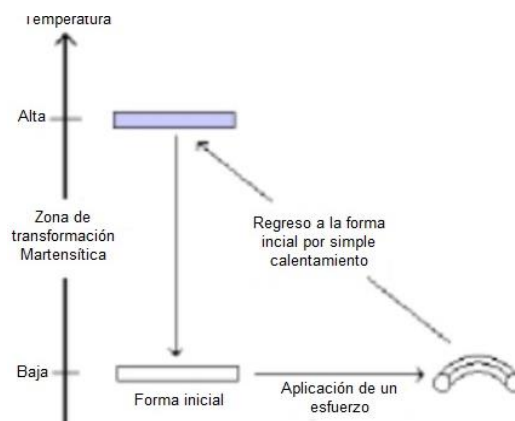 Temperatura
Alta
Zona de
transformación
Martensítica
Regreso a la forma
incial por simple
calentamiento
Baja
Forma inicial
Aplicación de un
esfuerzo